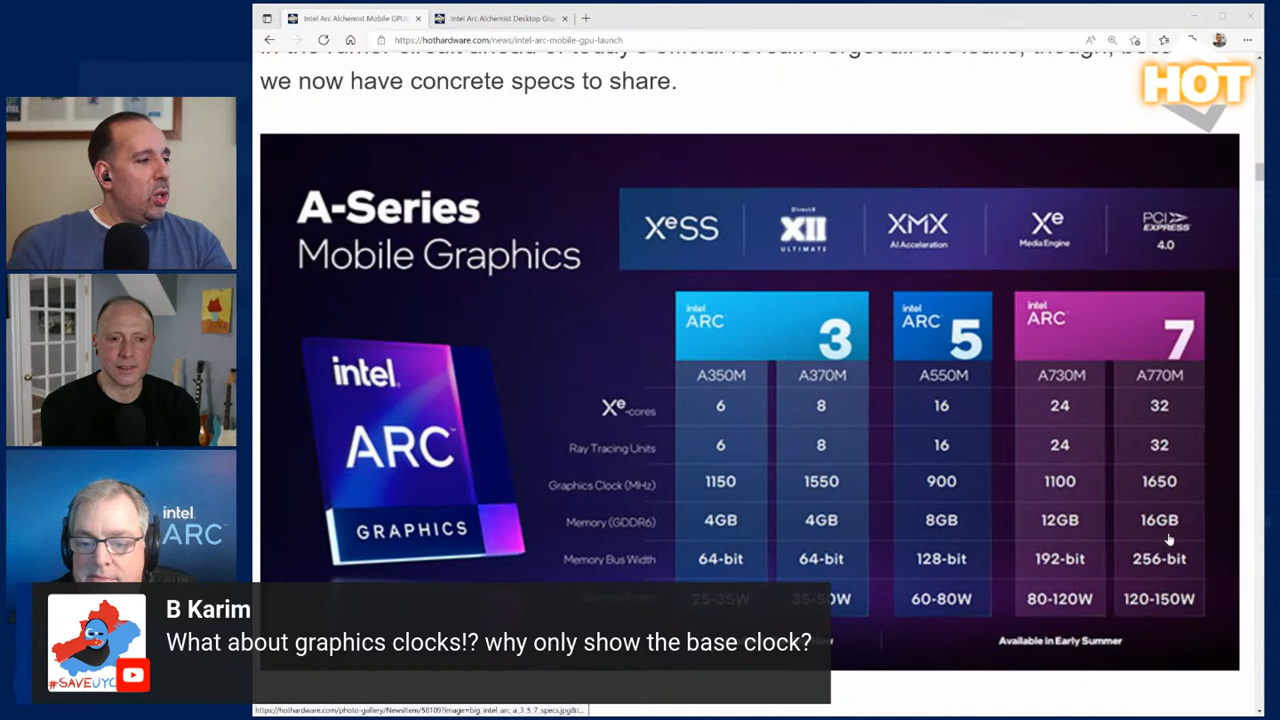 Intel Arc Alchemist Mobile GPU
Intel Arc Alchemist Desktop Gra
https://hothardware.com/news/intel-arc-mobile-gpu-launch
we now have concrete specs to share.
HOT
A-Series
Mobile Graphics
XeSS
DirectX
XII
ULTIMATE
XMX
AI Acceleration
Xe
Media Engine
PCI
EXPRESS
4.0
intel
ARC 3
intel
ARC 5
intel
ARC 7
A350M A370M A550M A730M A770M
Xe-cores 6 8 16 24 32
Ray Tracing Units 6 8 16 24 32
Graphics Clock (MHz) 1150 1550 900 1100 1650
Memory (GDDR6) 4GB 4GB 8GB 12GB 16GB
Memory Bus Width 64-bit 64-bit 128-bit 192-bit 256-bit
25-35W 35-50W 60-80W 80-120W 120-150W
Available in Early Summer
intel.
ARC
GRAPHICS
intel
ARC
B Karim
What about graphics clocks!? why only show the base clock?
#SAVEUYG